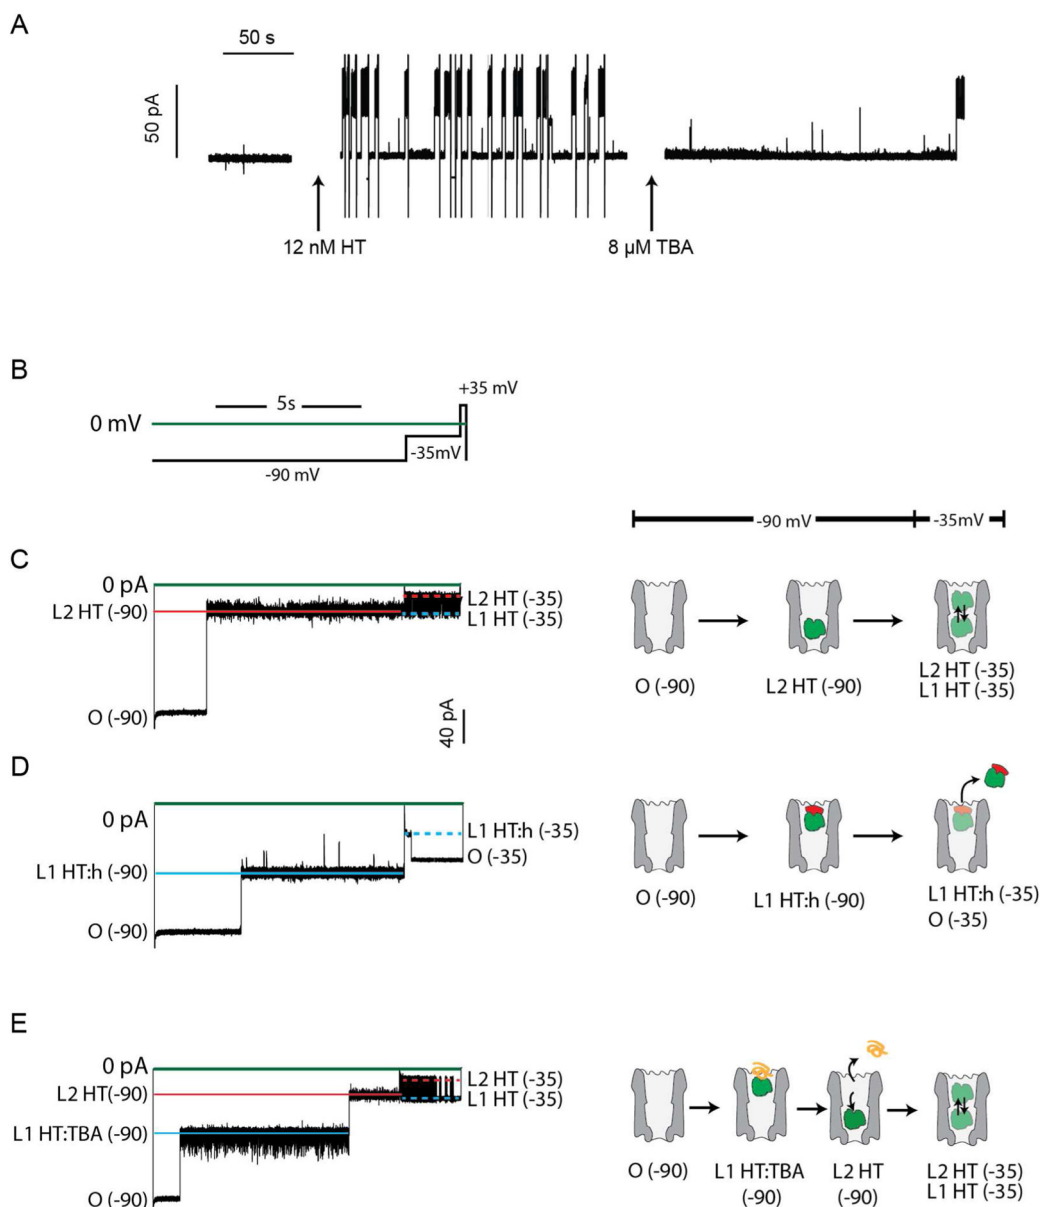 A
50 s
50 pA
12 nM HT
8 µM TBA
B
+35 mV
5s
0 mV
-35mV
-90 mV
-90 mV
-35mV
C
0 pA
L2 HT (-90)
L2 HT (-35)
L1 HT (-35)
O (-90)
40 pA
O (-90)
L2 HT (-90)
L2 HT (-35)
L1 HT (-35)
D
0 pA
L1 HT:h (-35)
O (-35)
L1 HT:h (-90)
O (-90)
O (-90)
L1 HT:h (-90)
L1 HT:h (-35)
O (-35)
E
0 pA
L2 HT(-90)
L2 HT (-35)
L1 HT (-35)
L1 HT:TBA (-90)
O (-90)
O (-90)
L1 HT:TBA
(-90)
L2 HT
(-90)
L2 HT (-35)
L1 HT (-35)